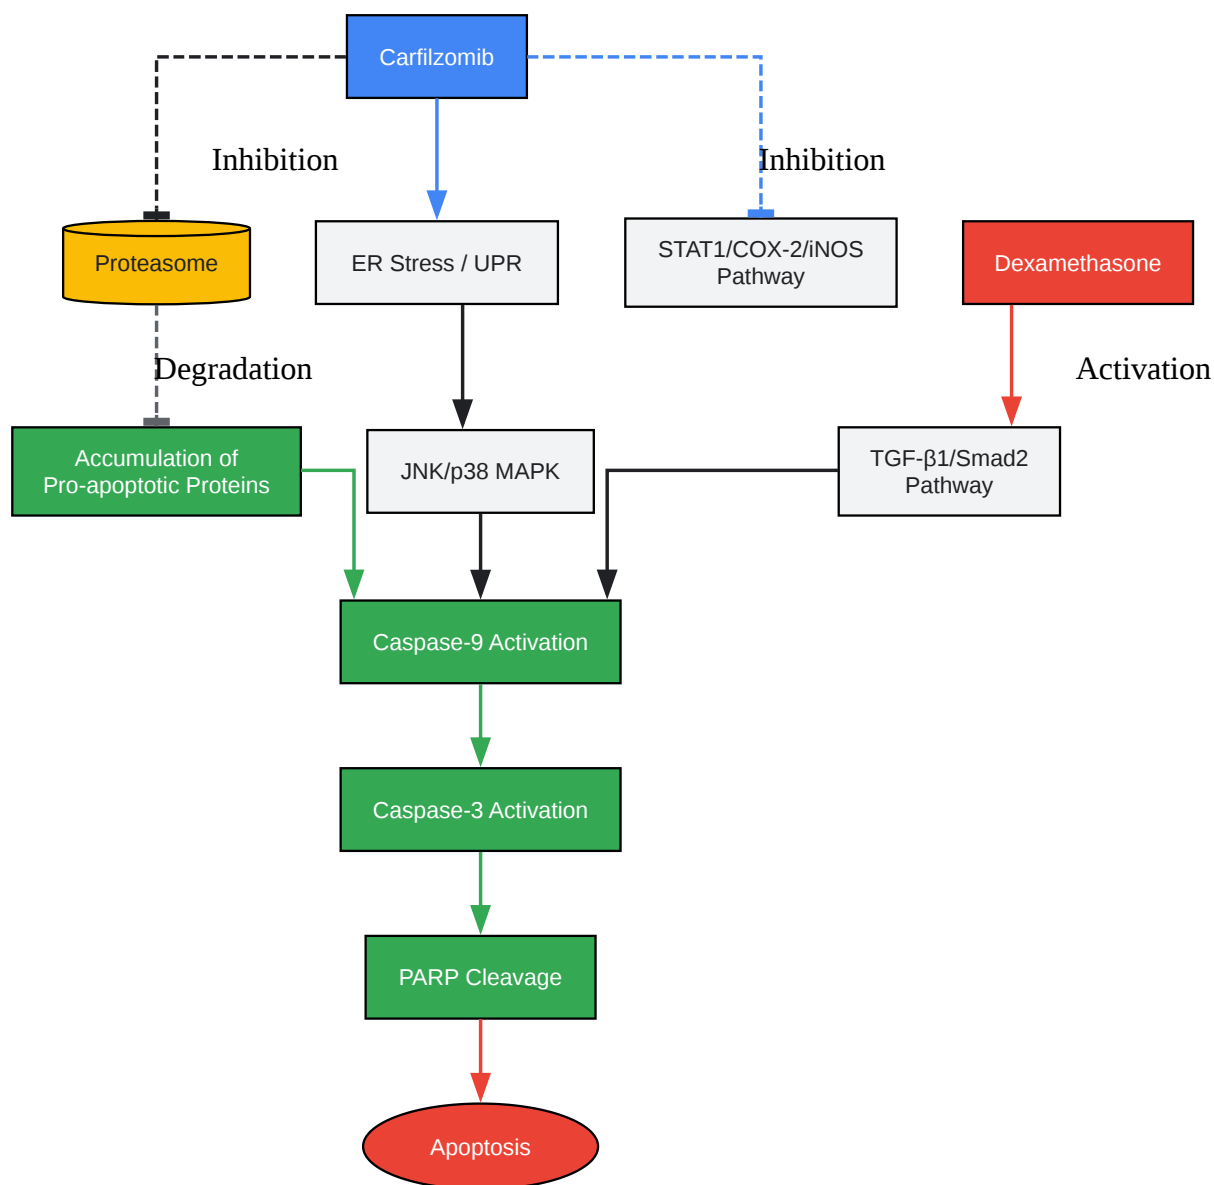 Carfilzomib
Inhibition
Inhibition
Proteasome
ER Stress / UPR
STAT1/COX-2/iNOS
Pathway
Dexamethasone
Degradation
Activation
Accumulation of
Pro-apoptotic Proteins
JNK/p38 MAPK
TGF-β1/Smad2
Pathway
Caspase-9 Activation
Caspase-3 Activation
PARP Cleavage
Apoptosis